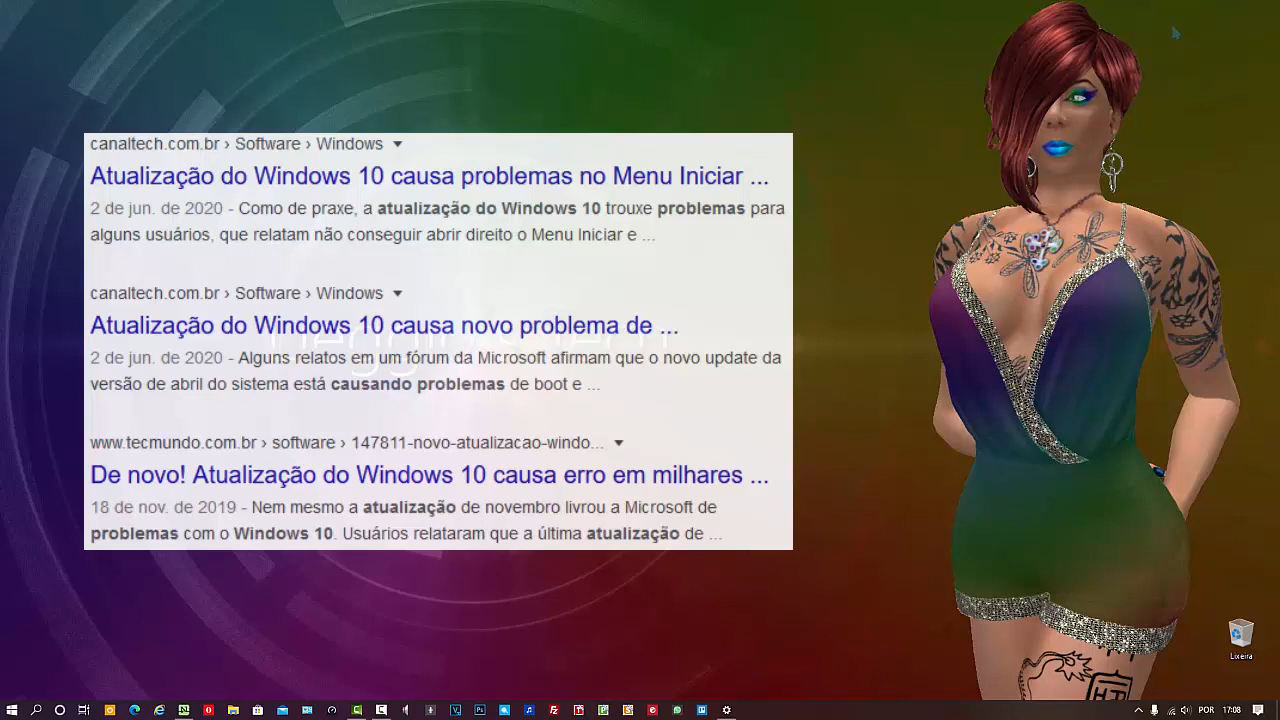 canaltech.com.br › Software › Windows
Atualização do Windows 10 causa problemas no Menu Iniciar ...
2 de jun. de 2020 - Como de praxe, a atualização do Windows 10 trouxe problemas para
alguns usuários, que relatam não conseguir abrir direito o Menu Iniciar e ...
canaltech.com.br › Software › Windows
Atualização do Windows 10 causa novo problema de ...
2 de jun. de 2020 - Alguns relatos em um fórum da Microsoft afirmam que o novo update da
versão de abril do sistema está causando problemas de boot e ...
www.tecmundo.com.br › software › 147811-novo-atualizacao-windo...
De novo! Atualização do Windows 10 causa erro em milhares ...
18 de nov. de 2019 - Nem mesmo a atualização de novembro livrou a Microsoft de
problemas com o Windows 10. Usuários relataram que a última atualização de ...
Lixeira
POR 17:08